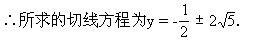 ∴所求的切线方程为y = -1/2 ± 2√5.